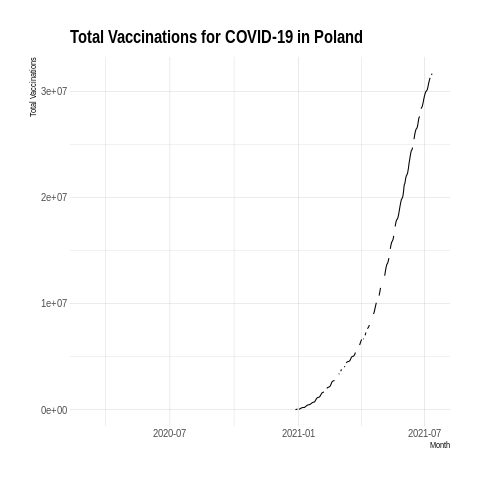 Total Vaccinations for COVID-19 in Poland
Total Vaccinations
3e+07
2e+07
1e+07
0e+00
2020-07
2021-01
2021-07
Month